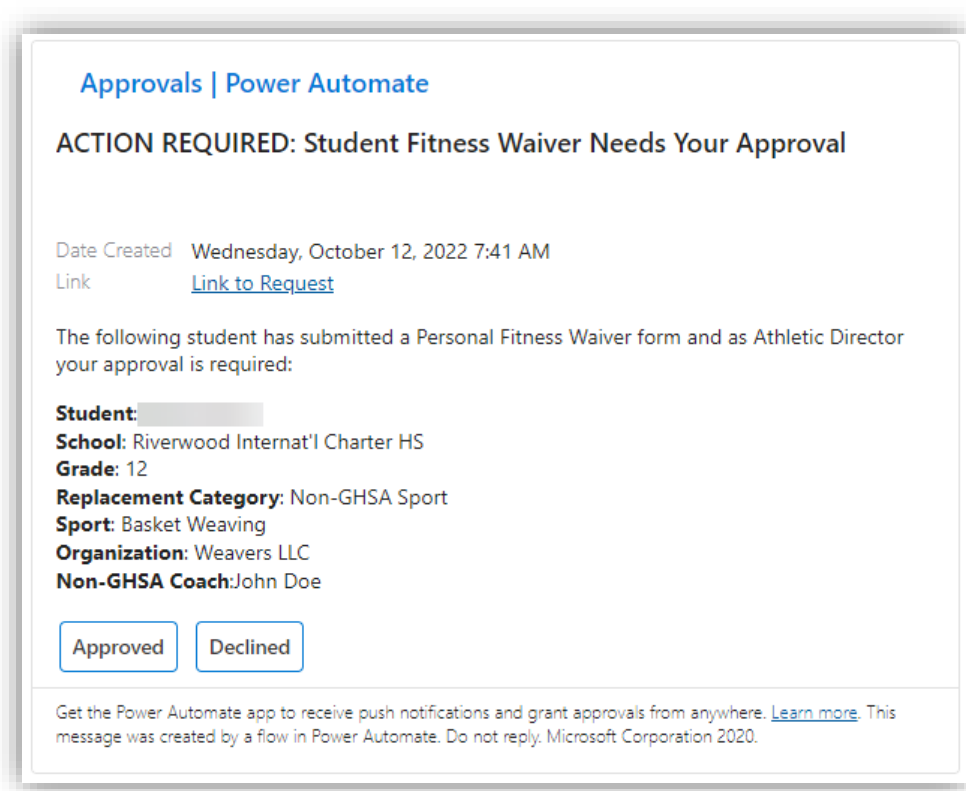 Approvals | Power Automate
ACTION REQUIRED: Student Fitness Waiver Needs Your Approval
Date Created Wednesday, October 12, 2022 7:41 AM
Link Link to Request
The following student has submitted a Personal Fitness Waiver form and as Athletic Director
your approval is required:
Student:
School: Riverwood Internat'l Charter HS
Grade: 12
Replacement Category: Non-GHSA Sport
Sport: Basket Weaving
Organization: Weavers LLC
Non-GHSA Coach:John Doe
Approved Declined
Get the Power Automate app to receive push notifications and grant approvals from anywhere. Learn more. This
message was created by a flow in Power Automate. Do not reply. Microsoft Corporation 2020.